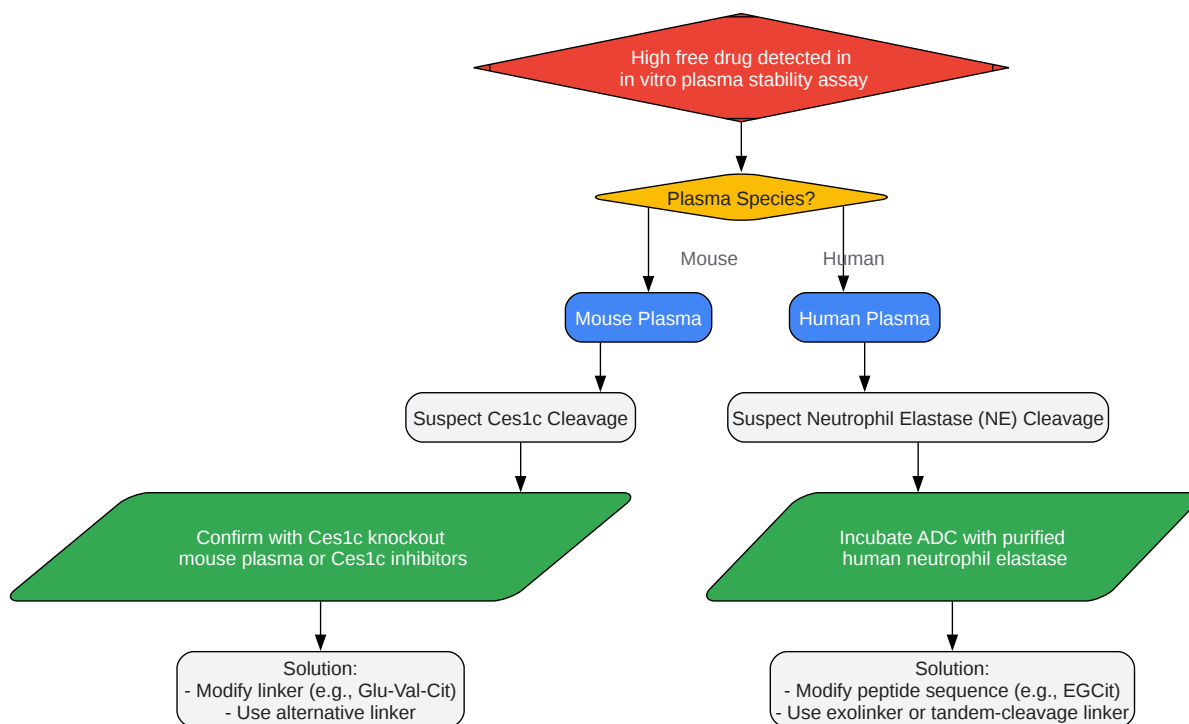 High free drug detected in
in vitro plasma stability assay
Plasma Species?
Mouse
Human
Mouse Plasma
Human Plasma
Suspect Ces1c Cleavage
Suspect Neutrophil Elastase (NE) Cleavage
Confirm with Ces1c knockout
mouse plasma or Ces1c inhibitors
Incubate ADC with purified
human neutrophil elastase
Solution:
- Modify linker (e.g., Glu-Val-Cit)
- Use alternative linker
Solution:
- Modify peptide sequence (e.g., EGCit)
- Use exolinker or tandem-cleavage linker